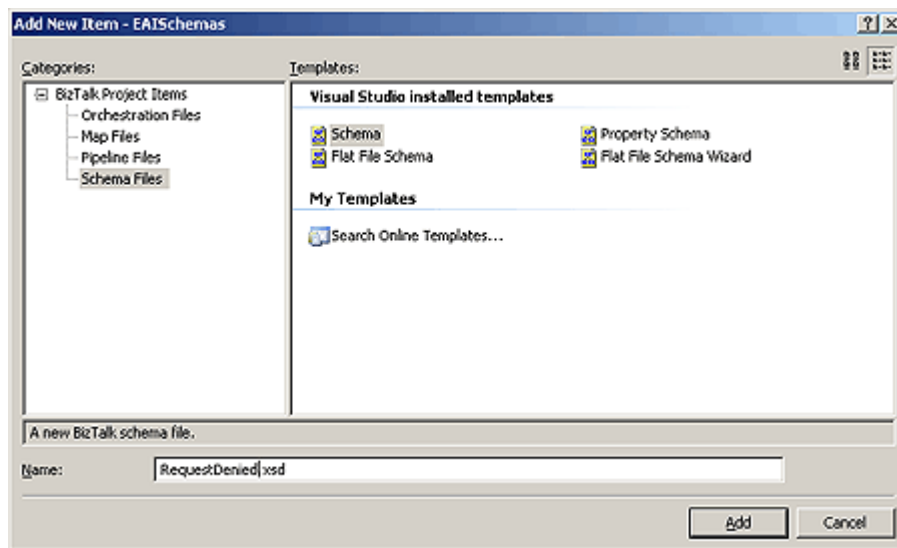 Add New Item - EAISchemas
Categories:
Templates:
BizTalk Project Items
Orchestration Files
Map Files
Pipeline Files
Schema Files
Visual Studio installed templates
Schema
Property Schema
Flat File Schema
Flat File Schema Wizard
My Templates
Search Online Templates...
A new BizTalk schema file.
Name:
RequestDenied.xsd
Add
Cancel